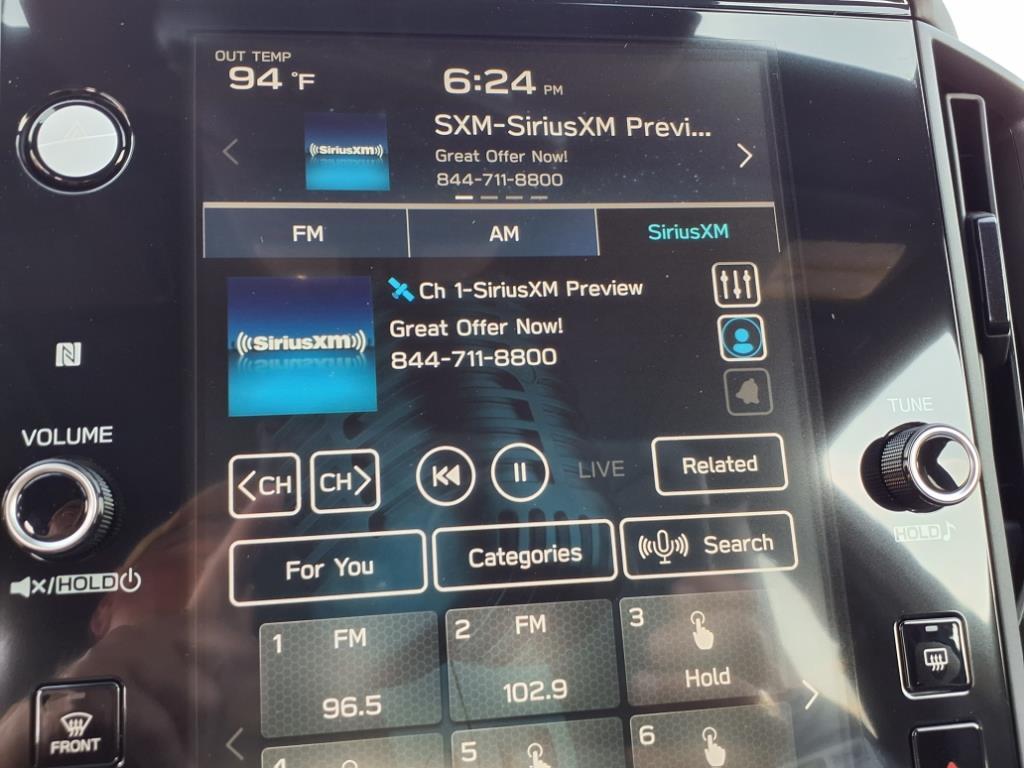 OUT TEMP
94 °F
6:24 PM
((SiriusXM))
SXM-SiriusXM Previ...
Great Offer Now!
844-711-8800
FM
AM
SiriusXM
((SiriusXM))
Ch 1-SiriusXM Preview
Great Offer Now!
844-711-8800
VOLUME
TUNE
<CH
CH>
LIVE
Related
HOLD
/HOLD
For You
Categories
Search
1
FM
96.5
2
FM
102.9
3
Hold
FRONT
4
5
6